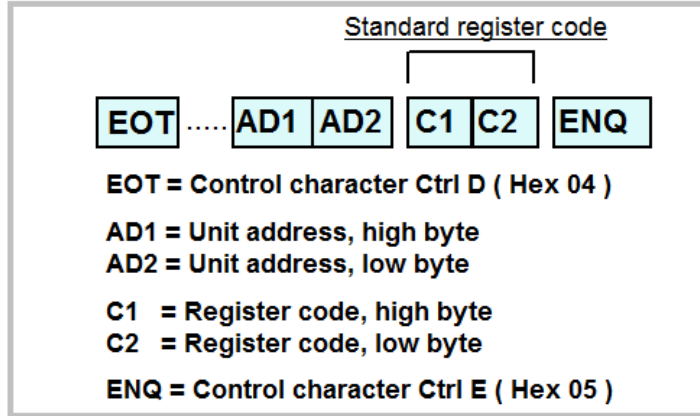 Standard register code
EOT ..... AD1 AD2 C1 C2 ENQ
EOT = Control character Ctrl D ( Hex 04 )
AD1 = Unit address, high byte
AD2 = Unit address, low byte
C1 = Register code, high byte
C2 = Register code, low byte
ENQ = Control character Ctrl E ( Hex 05 )